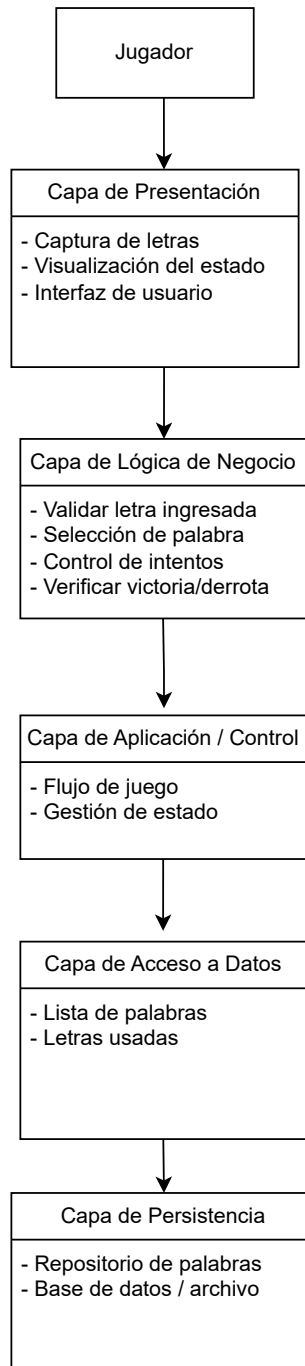 Jugador
Capa de Presentación
- Captura de letras
- Visualización del estado
- Interfaz de usuario
Capa de Lógica de Negocio
- Validar letra ingresada
- Selección de palabra
- Control de intentos
- Verificar victoria/derrota
Capa de Aplicación / Control
- Flujo de juego
- Gestión de estado
Capa de Acceso a Datos
- Lista de palabras
- Letras usadas
Capa de Persistencia
- Repositorio de palabras
- Base de datos / archivo